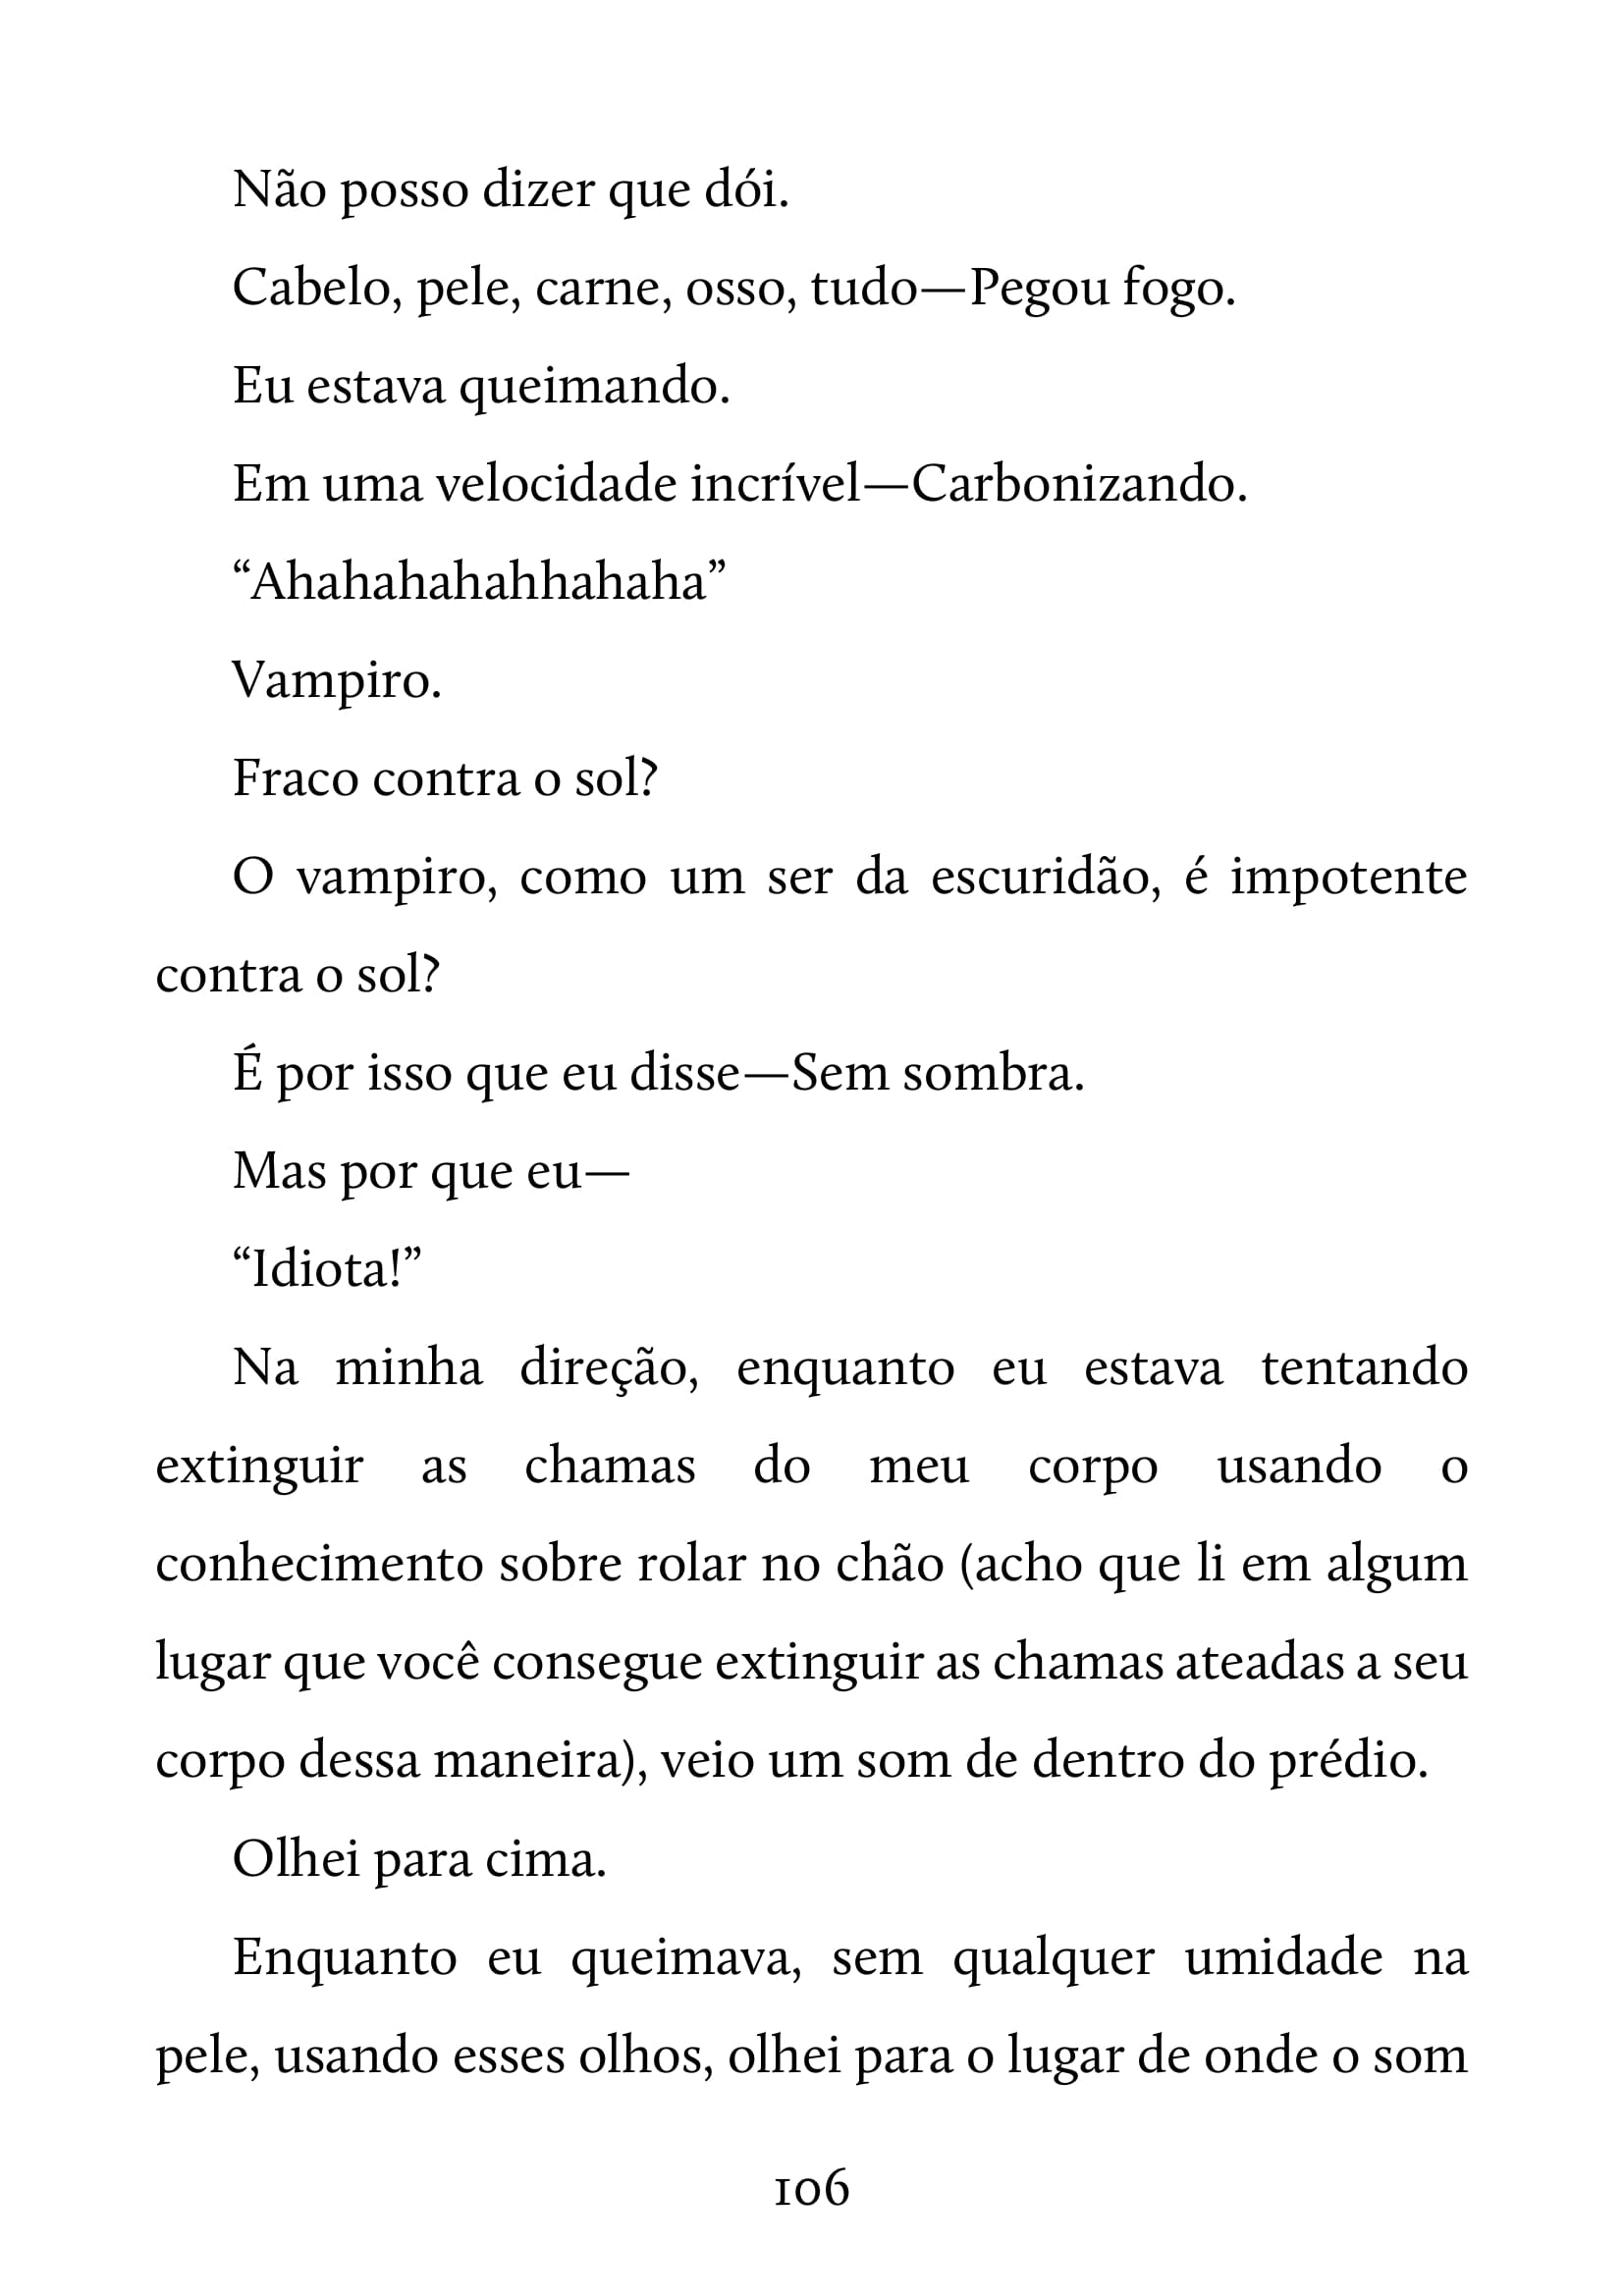 Não posso dizer que dói.
Cabelo, pele, carne, osso, tudo—Pegou fogo.
Eu estava queimando.
Em uma velocidade incrível—Carbonizando.
“Ahahahahahhahaha”
Vampiro.
Fraco contra o sol?
O vampiro, como um ser da escuridão, é impotente
contra o sol?
É por isso que eu disse—Sem sombra.
Mas por que eu—
“Idiota!”
Na minha direção, enquanto eu estava tentando
extinguir as chamas do meu corpo usando o
conhecimento sobre rolar no chão (acho que li em algum
lugar que você consegue extinguir as chamas ateadas a seu
corpo dessa maneira), veio um som de dentro do prédio.
Olhei para cima.
Enquanto eu queimava, sem qualquer umidade na
pele, usando esses olhos, olhei para o lugar de onde o som
106